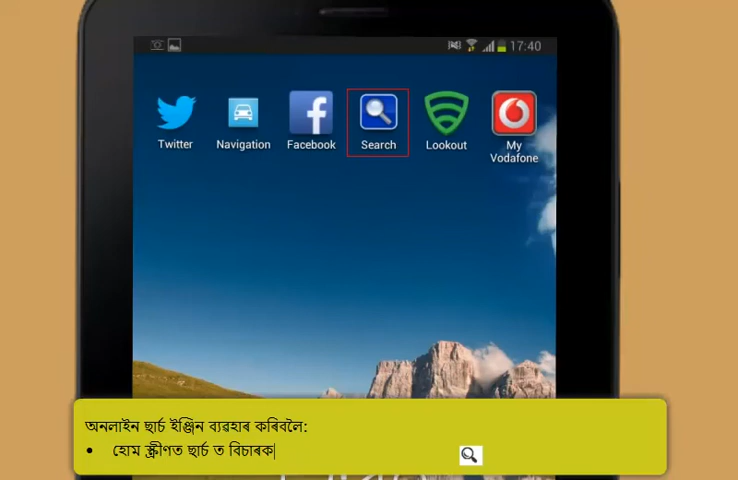 17:40
Twitter Navigation Facebook Search Lookout My Vodafone
অনলাইন ছাৰ্চ ইঞ্জিন ব্যৱহাৰ কৰিবলৈ:
• হোম স্ক্ৰীণত ছাৰ্চ ত বিচাৰক